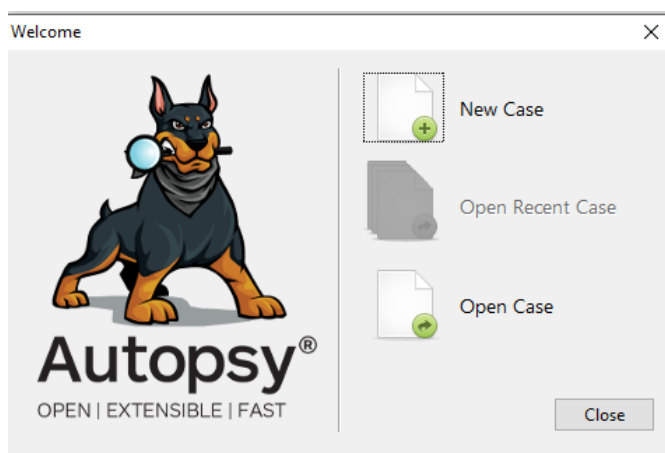 Welcome
New Case
Open Recent Case
Open Case
Autopsy®
OPEN | EXTENSIBLE | FAST
Close